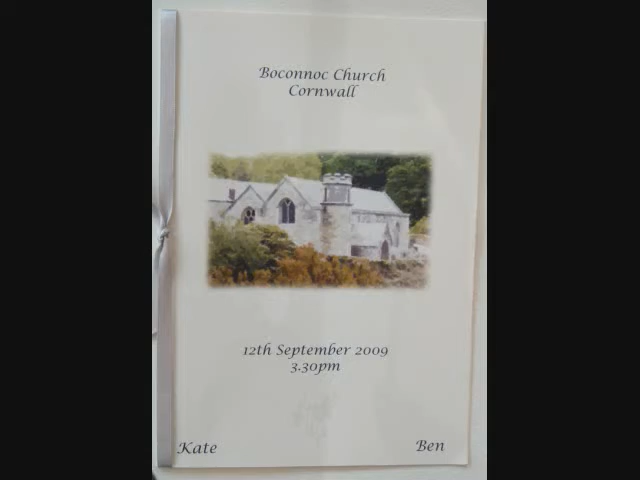 Boconnoc Church
Cornwall
12th September 2009
3.30pm
Kate
Ben